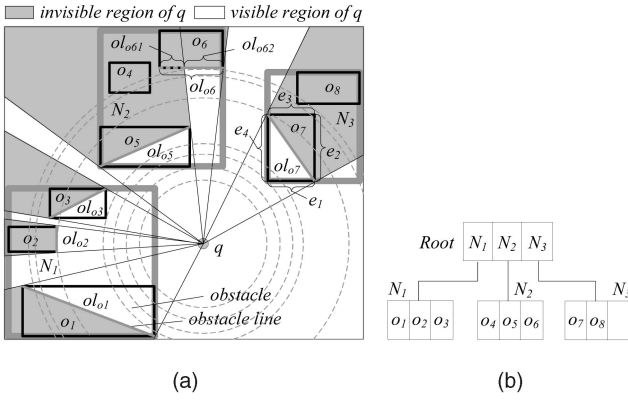 invisible region of q visible region of q
ol_o61 o_6 ol_o62
o_4 N_2 ol_o6
o_8
e_3 N_3
o_5 ol_o5
e_4 o_7 e_2
ol_o7
e_1
o_3 ol_o3
o_2 ol_o2
N_1 q
ol_o1 obstacle
o_1 obstacle line
(a)
Root N_1 N_2 N_3
N_1 N_2 N_3
o_1 o_2 o_3 o_4 o_5 o_6 o_7 o_8
(b)